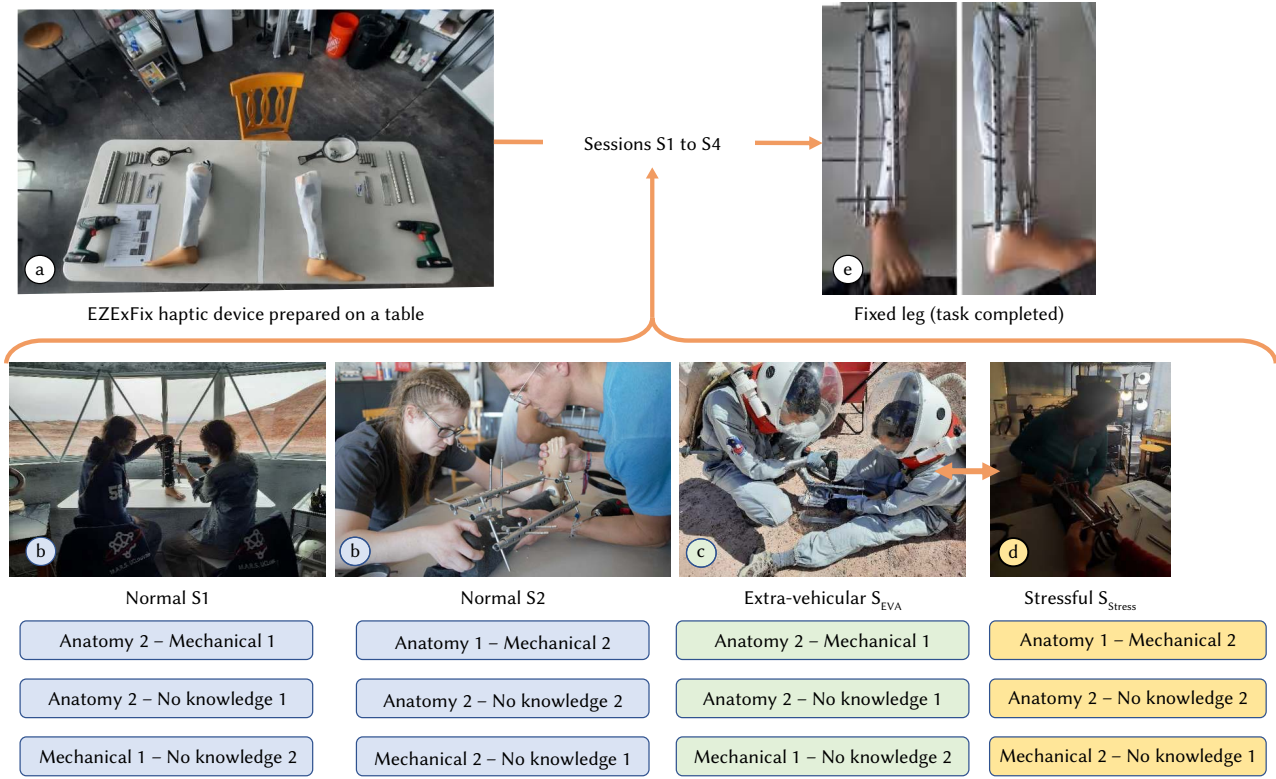 Sessions S1 to S4
a
e
EZExFix haptic device prepared on a table
Fixed leg (task completed)
b
b
c
d
Normal S1
Normal S2
Extra-vehicular S_EVA
Stressful S_Stress
Anatomy 2 – Mechanical 1
Anatomy 1 – Mechanical 2
Anatomy 2 – Mechanical 1
Anatomy 1 – Mechanical 2
Anatomy 2 – No knowledge 1
Anatomy 2 – No knowledge 2
Anatomy 2 – No knowledge 1
Anatomy 2 – No knowledge 2
Mechanical 1 – No knowledge 2
Mechanical 2 – No knowledge 1
Mechanical 1 – No knowledge 2
Mechanical 2 – No knowledge 1